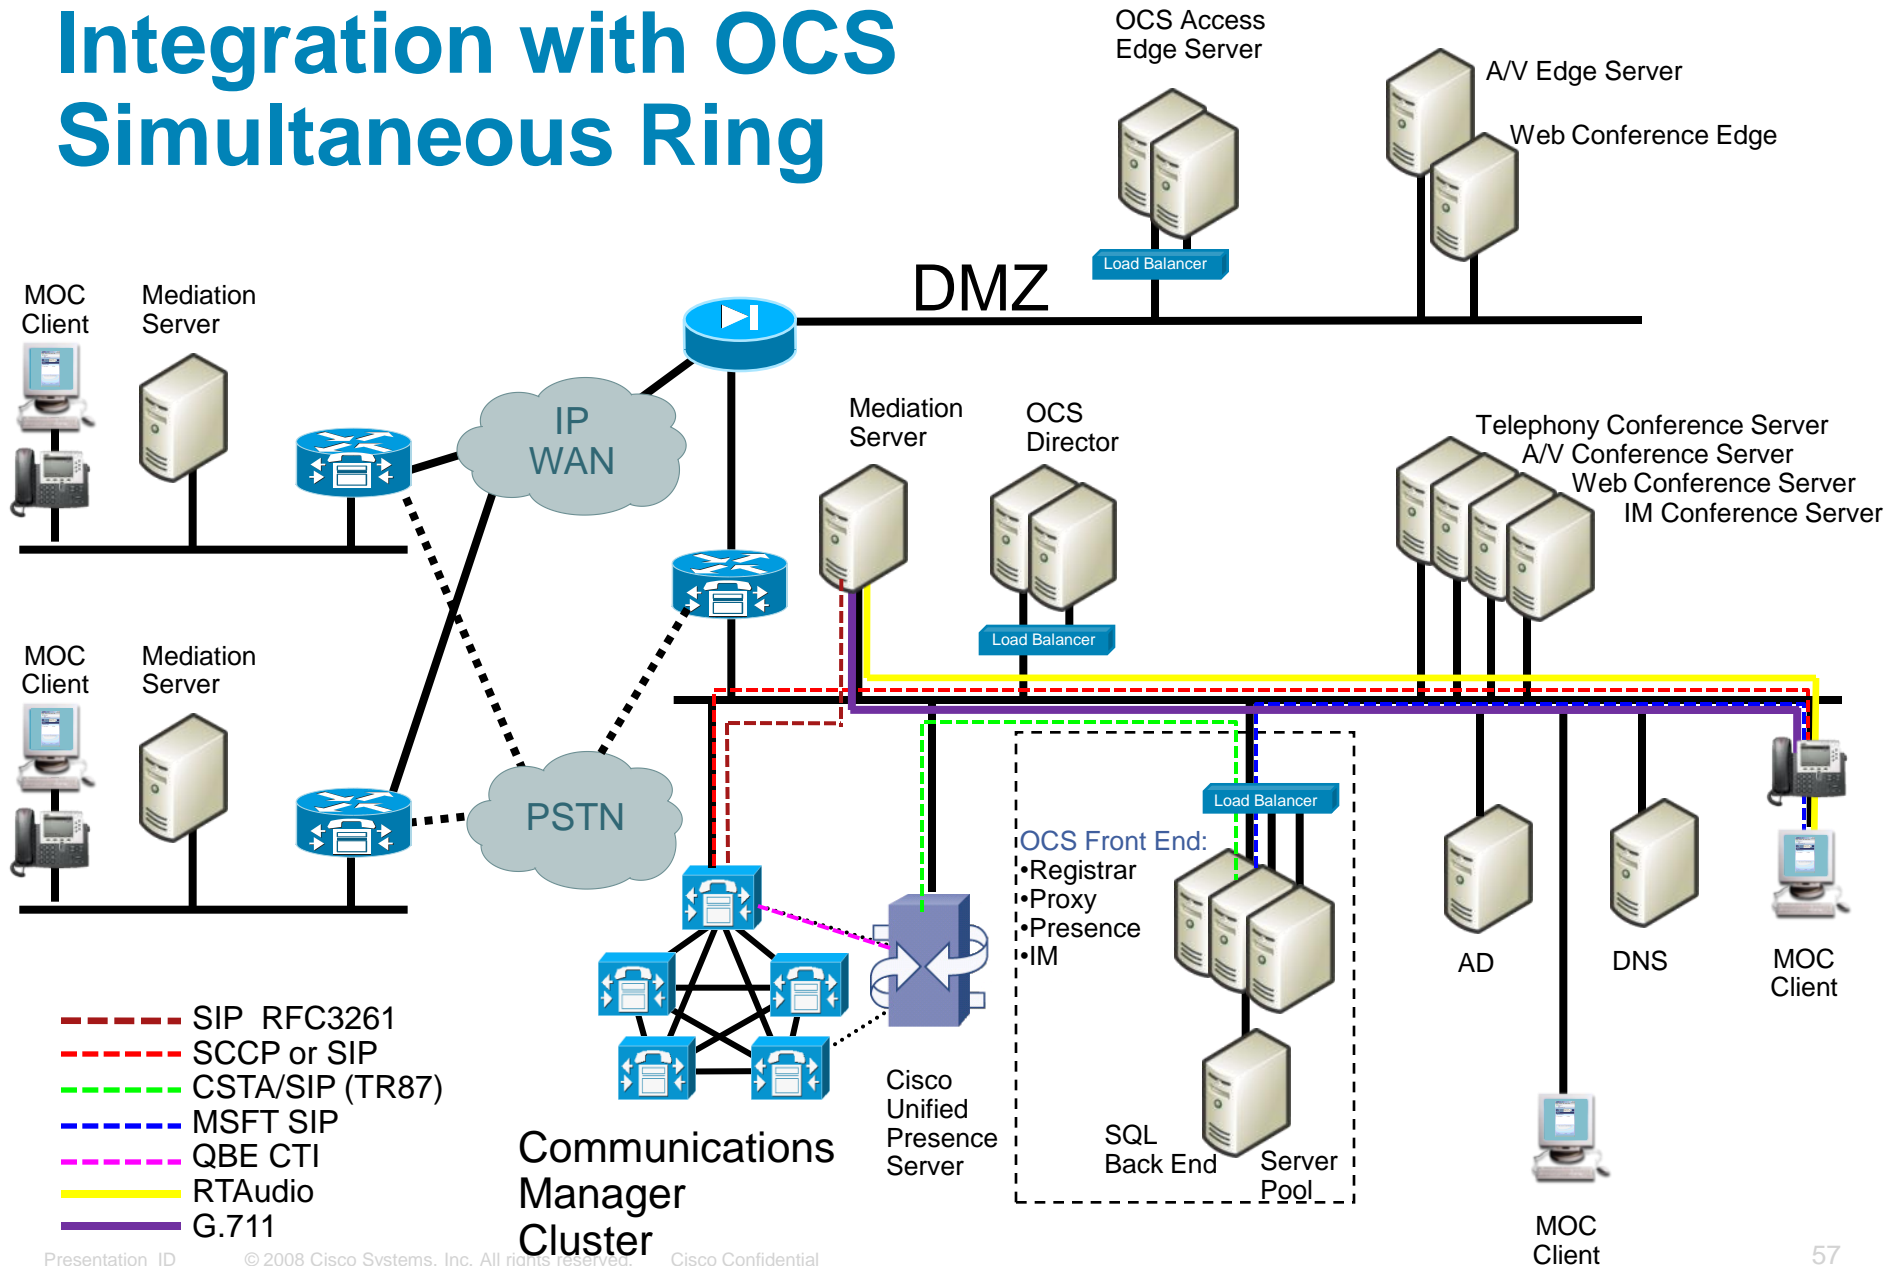 Integration with OCS
Simultaneous Ring
OCS Access
Edge Server
A/V Edge Server
Web Conference Edge
Load Balancer
DMZ
MOC
Client
Mediation
Server
IP
WAN
Mediation
Server
OCS
Director
Telephony Conference Server
A/V Conference Server
Web Conference Server
IM Conference Server
Load Balancer
MOC
Client
Mediation
Server
PSTN
Load Balancer
OCS Front End:
•Registrar
•Proxy
•Presence
•IM
AD
DNS
MOC
Client
SIP RFC3261
SCCP or SIP
CSTA/SIP (TR87)
MSFT SIP
QBE CTI
RTAudio
G.711
Communications
Manager
Cluster
Cisco
Unified
Presence
Server
SQL
Back End
Server
Pool
MOC
Client
Presentation_ID
© 2008 Cisco Systems, Inc. All rights reserved.
Cisco Confidential
57